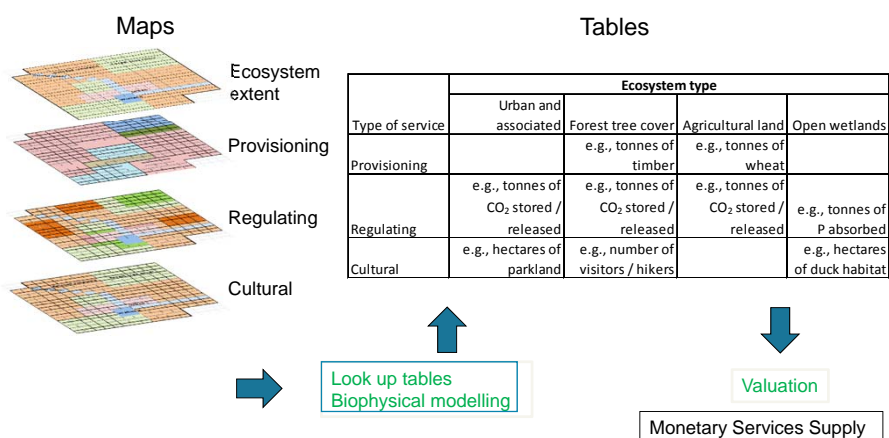 Maps
Tables
Ecosystem
extent
Provisioning
Regulating
Cultural
Ecosystem type
Type of service
Urban and
associated
Forest tree cover
Agricultural land
Open wetlands
Provisioning
e.g., tonnes of
timber
e.g., tonnes of
wheat
Regulating
e.g., tonnes of
CO₂ stored /
released
e.g., tonnes of
CO₂ stored /
released
e.g., tonnes of
CO₂ stored /
released
e.g., tonnes of
P absorbed
Cultural
e.g., hectares of
parkland
e.g., number of
visitors / hikers
e.g., hectares
of duck habitat
Look up tables
Biophysical modelling
Valuation
Monetary Services Supply